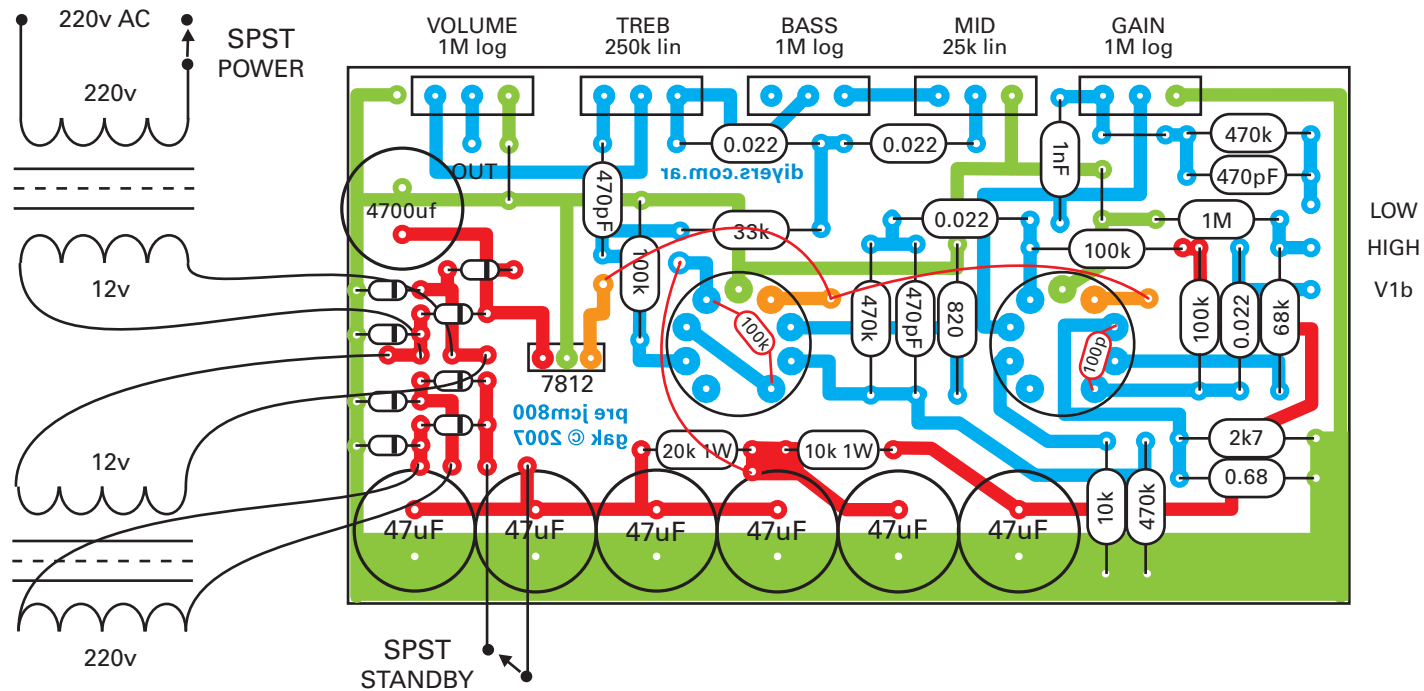 220v AC
SPST
POWER
220v
12v
12v
220v
VOLUME
1M log
TREB
250k lin
BASS
1M log
MID
25k lin
GAIN
1M log
OUT
4700uf
470pF
0.022
0.022
1nF
470k
470pF
diyers.com.ar
33k
0.022
1M
100k
LOW
HIGH
V1b
100k
100k
470k
470pF
820
100p
100k
0.022
68k
7812
pre jcm800
gak © 2007
20k 1W
10k 1W
2k7
0.68
10k
470k
47uF
47uF
47uF
47uF
47uF
47uF
SPST
STANDBY